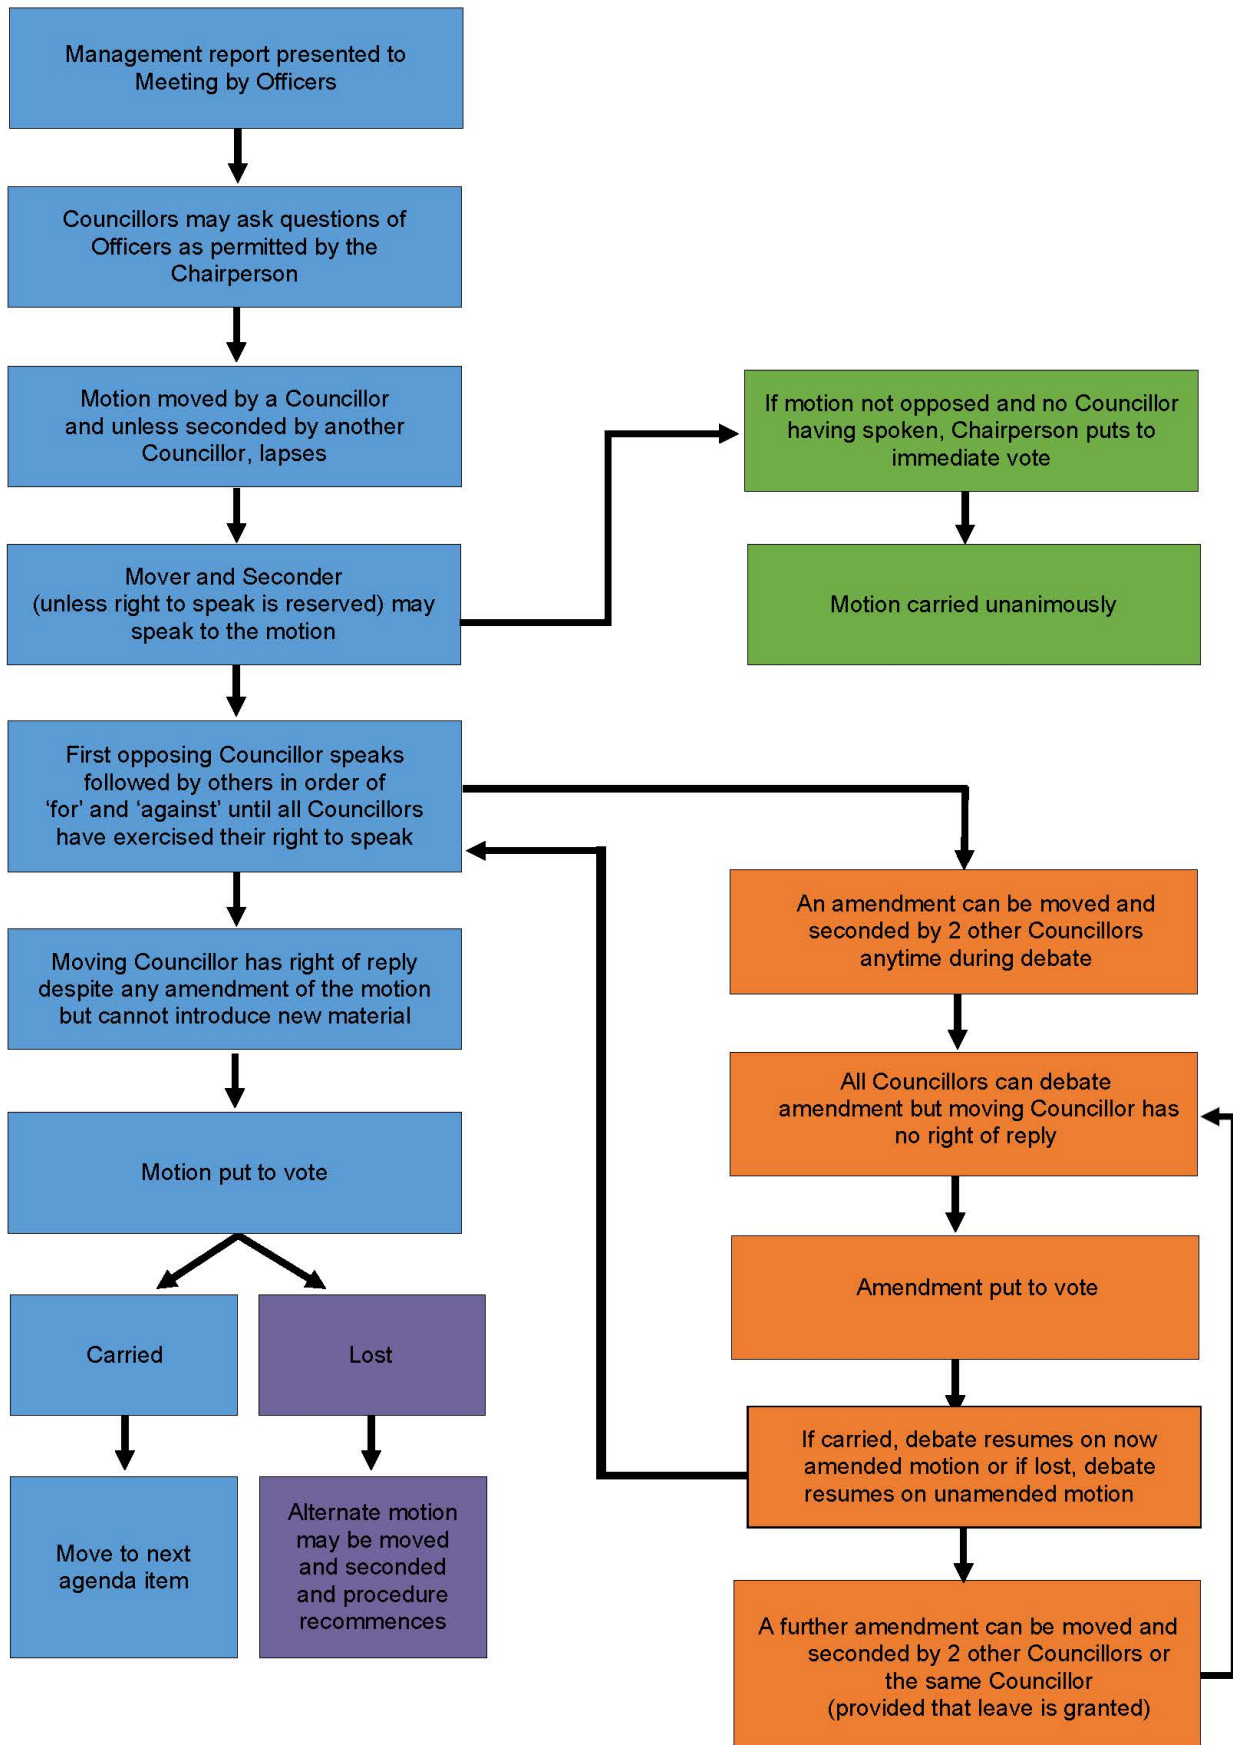 Management report presented to
Meeting by Officers
Councillors may ask questions of
Officers as permitted by the
Chairperson
Motion moved by a Councillor
and unless seconded by another
Councillor, lapses
If motion not opposed and no Councillor
having spoken, Chairperson puts to
immediate vote
Mover and Seconder
(unless right to speak is reserved) may
speak to the motion
Motion carried unanimously
First opposing Councillor speaks
followed by others in order of
‘for’ and ‘against’ until all Councillors
have exercised their right to speak
An amendment can be moved and
seconded by 2 other Councillors
anytime during debate
Moving Councillor has right of reply
despite any amendment of the motion
but cannot introduce new material
All Councillors can debate
amendment but moving Councillor has
no right of reply
Motion put to vote
Amendment put to vote
Carried
Lost
If carried, debate resumes on now
amended motion or if lost, debate
resumes on unamended motion
Move to next
agenda item
Alternate motion
may be moved
and seconded
and procedure
recommences
A further amendment can be moved and
seconded by 2 other Councillors or
the same Councillor
(provided that leave is granted)